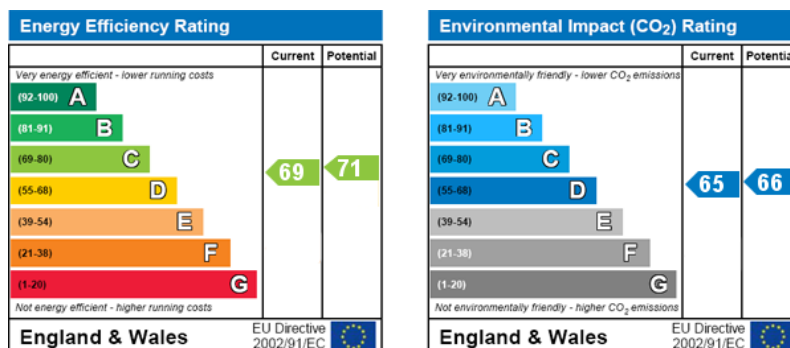 Energy Efficiency Rating
Current Potential
Very energy efficient - lower running costs
(92-100) A
(81-91) B
(69-80) C
(55-68) D
(39-54) E
(21-38) F
(1-20) G
69 71
Not energy efficient - higher running costs
England & Wales
EU Directive
2002/91/EC
Environmental Impact (CO₂) Rating
Current Potentia
Very environmentally friendly - lower CO₂ emissions
(92-100) A
(81-91) B
(69-80) C
(55-68) D
(39-54) E
(21-38) F
(1-20) G
65 66
Not environmentally friendly - higher CO₂ emissions
England & Wales
EU Directive
2002/91/EC